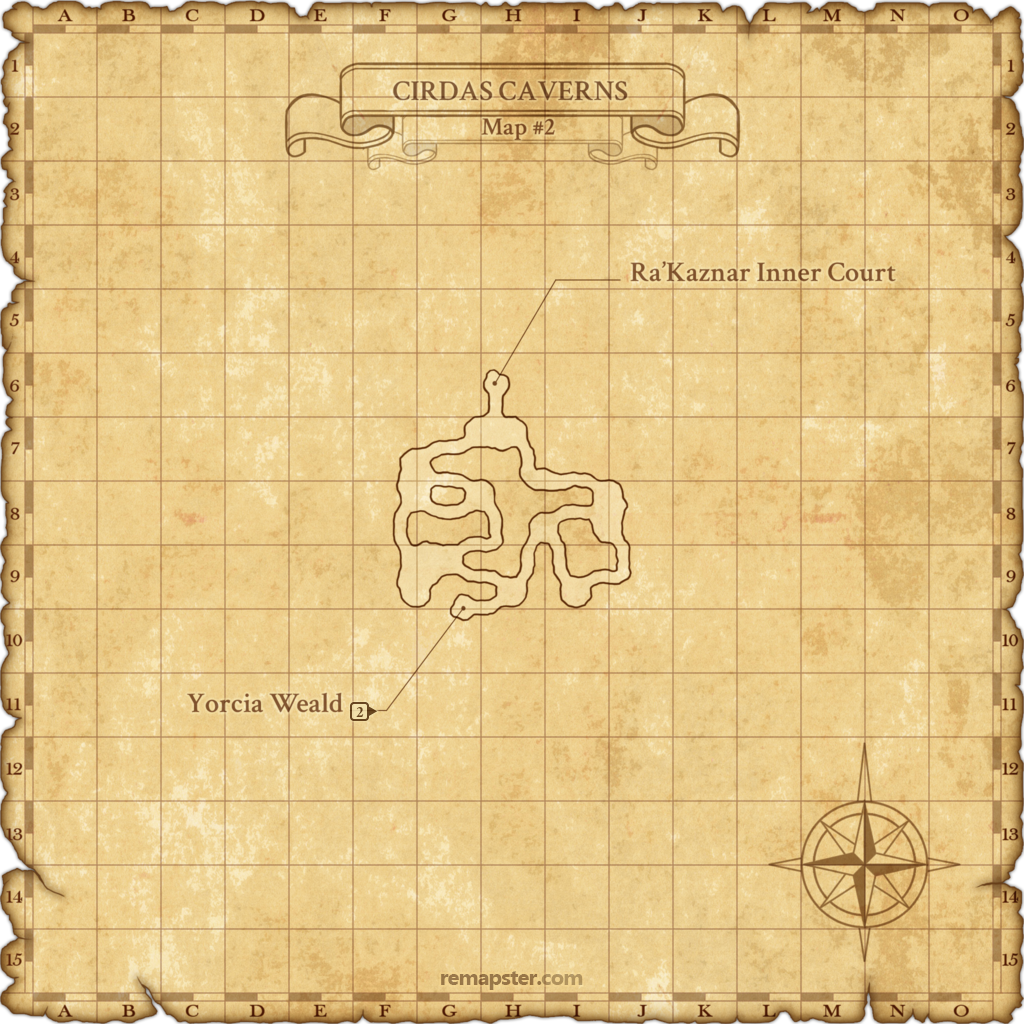 A B C D E F G H I J K L M N O
1 1
CIRDAS CAVERNS
2 Map #2 2
3 3
4 Ra'Kaznar Inner Court 4
5 5
6 6
7 7
8 8
9 9
10 10
11 Yorcia Weald 2 11
12 12
13 13
14 14
15 15
remapster.com
A B C D E F G H I J K L M N O